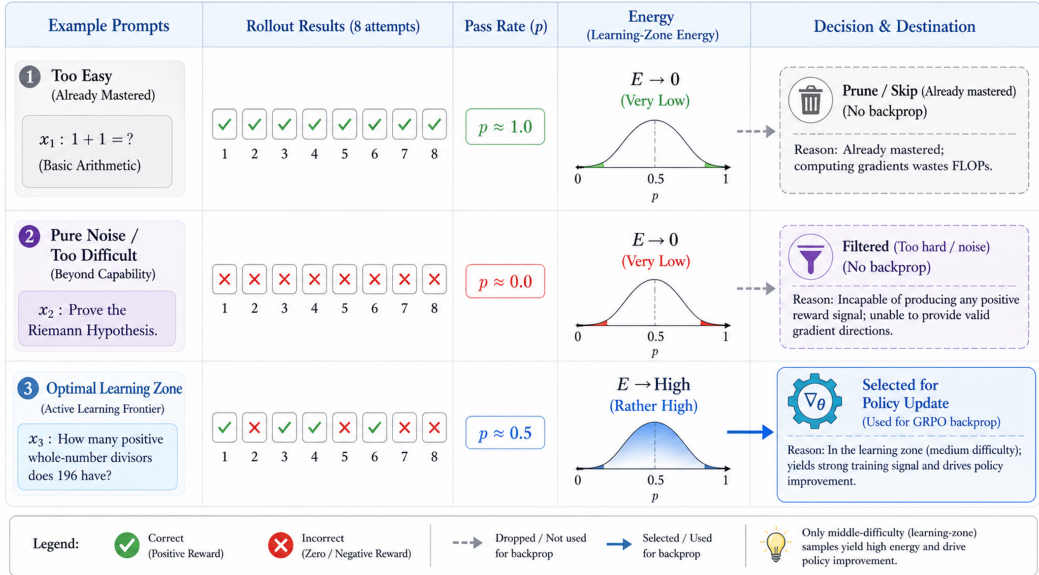 Example Prompts
Rollout Results (8 attempts)
Pass Rate (p)
Energy
(Learning-Zone Energy)
Decision & Destination
1 Too Easy
(Already Mastered)
x₁ : 1 + 1 = ?
(Basic Arithmetic)
1 2 3 4 5 6 7 8
p ≈ 1.0
E → 0
(Very Low)
0 0.5 1
p
Prune / Skip (Already mastered)
(No backprop)
Reason: Already mastered;
computing gradients wastes FLOPs.
2 Pure Noise /
Too Difficult
(Beyond Capability)
x₂ : Prove the
Riemann Hypothesis.
1 2 3 4 5 6 7 8
p ≈ 0.0
E → 0
(Very Low)
0 0.5 1
p
Filtered (Too hard / noise)
(No backprop)
Reason: Incapable of producing any positive
reward signal; unable to provide valid
gradient directions.
3 Optimal Learning Zone
(Active Learning Frontier)
x₃ : How many positive
whole-number divisors
does 196 have?
1 2 3 4 5 6 7 8
p ≈ 0.5
E → High
(Rather High)
0 0.5 1
p
∇θ
Selected for
Policy Update
(Used for GRPO backprop)
Reason: In the learning zone (medium difficulty);
yields strong training signal and drives policy
improvement.
Legend:
Correct
(Positive Reward)
Incorrect
(Zero / Negative Reward)
Dropped / Not used
for backprop
Selected / Used
for backprop
Only middle-difficulty (learning-zone)
samples yield high energy and drive
policy improvement.